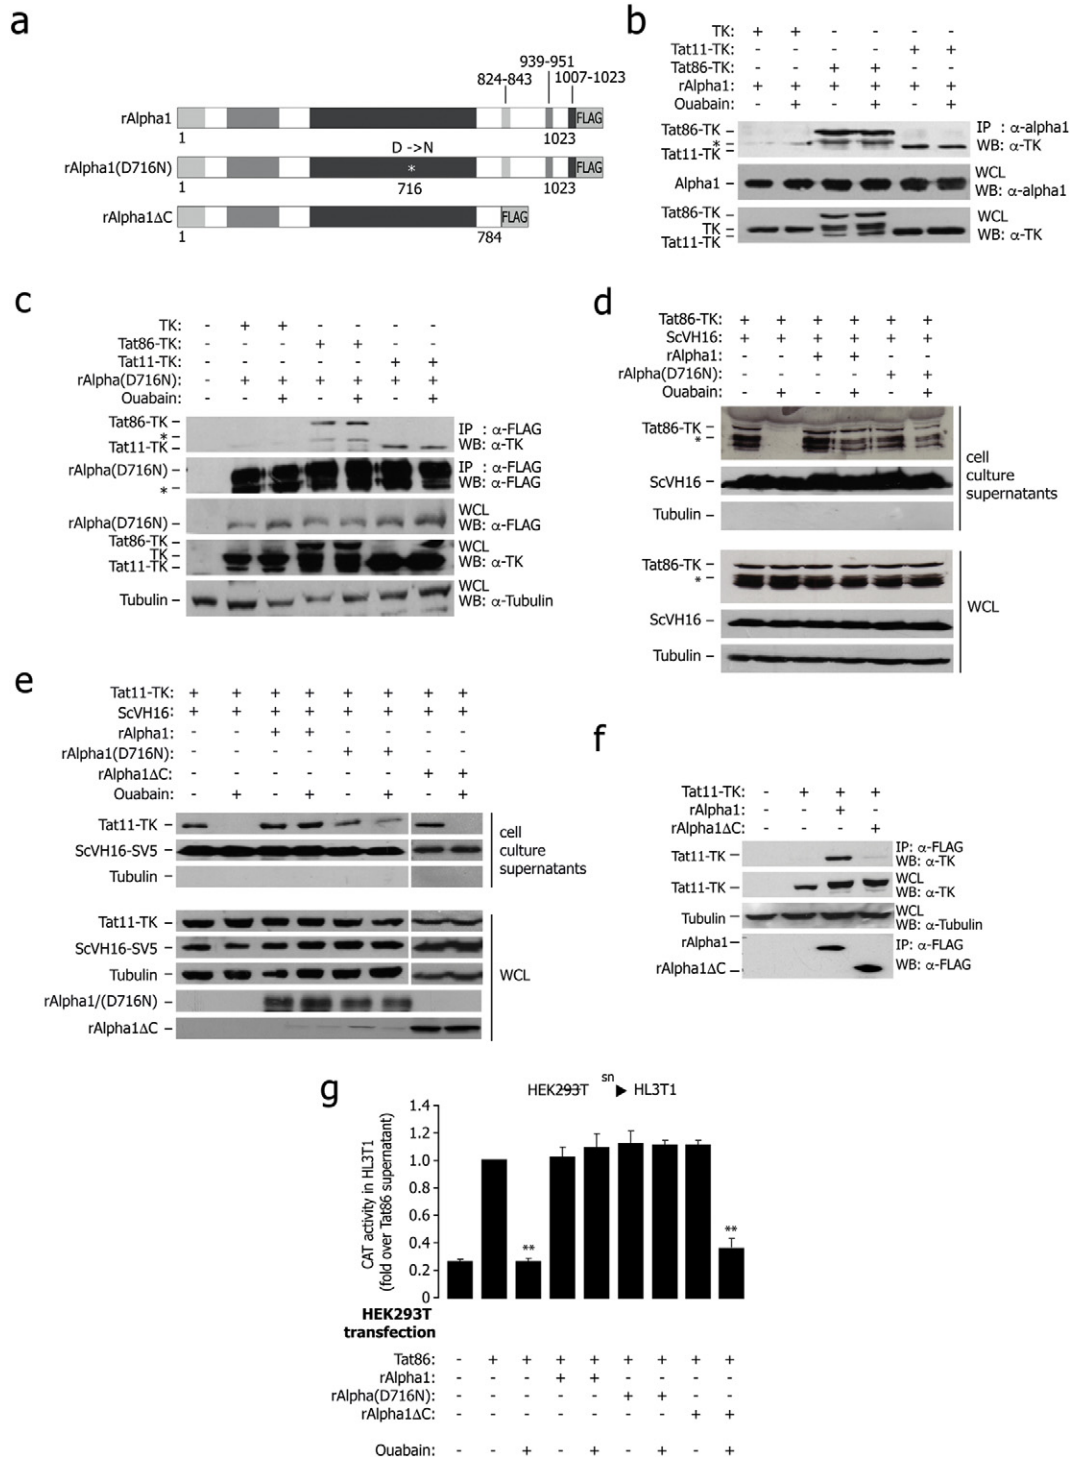 a
939-951
824-843
1007-1023
rAlpha1
FLAG
1
1023
D ->N
rAlpha1(D716N)
*
FLAG
1
716
1023
rAlpha1ΔC
FLAG
1
784
b
TK: + + - - - -
Tat11-TK: - - - - + +
Tat86-TK: - - + + - -
rAlpha1: + + + + + +
Ouabain: - + - + - +
Tat86-TK
*
Tat11-TK
IP : α-alpha1
WB: α-TK
Alpha1
WCL
WB: α-alpha1
Tat86-TK
TK
Tat11-TK
WCL
WB: α-TK
c
TK: - + + - - - -
Tat86-TK: - - - + + - -
Tat11-TK: - - - - - + +
rAlpha(D716N): - + + + + + +
Ouabain: - - + - + - +
Tat86-TK
*
Tat11-TK
IP : α-FLAG
WB: α-TK
rAlpha(D716N)
*
IP : α-FLAG
WB: α-FLAG
rAlpha(D716N)
WCL
WB: α-FLAG
Tat86-TK
TK
Tat11-TK
WCL
WB: α-TK
Tubulin
WCL
WB: α-Tubulin
d
Tat86-TK: + + + + + +
ScVH16: + + + + + +
rAlpha1: - - + + - -
rAlpha(D716N): - - - - + +
Ouabain: - + - + - +
Tat86-TK
*
ScVH16
Tubulin
cell
culture
supernatants
Tat86-TK
*
ScVH16
Tubulin
WCL
e
Tat11-TK: + + + + + + + +
ScVH16: + + + + + + + +
rAlpha1: - - + + - - - -
rAlpha1(D716N): - - - - + + - -
rAlpha1ΔC: - - - - - - + +
Ouabain: - + - + - + - +
Tat11-TK
ScVH16-SV5
Tubulin
cell
culture
supernatants
Tat11-TK
ScVH16-SV5
Tubulin
rAlpha1/(D716N)
rAlpha1ΔC
WCL
f
Tat11-TK: - + + +
rAlpha1: - - + -
rAlpha1ΔC: - - - +
Tat11-TK
IP: α-FLAG
WB: α-TK
Tat11-TK
WCL
WB: α-TK
Tubulin
WCL
WB: α-Tubulin
rAlpha1
rAlpha1ΔC
IP: α-FLAG
WB: α-FLAG
g
HEK293T sn ► HL3T1
CAT activity in HL3T1
(fold over Tat86 supernatant)
1.4
1.2
1.0
0.8
0.6
0.4
0.2
0
**
**
HEK293T
transfection
Tat86: - + + + + + + + +
rAlpha1: - - - + + - - - -
rAlpha(D716N): - - - - - + + - -
rAlpha1ΔC: - - - - - - - + +
Ouabain: - - + - + - + - +